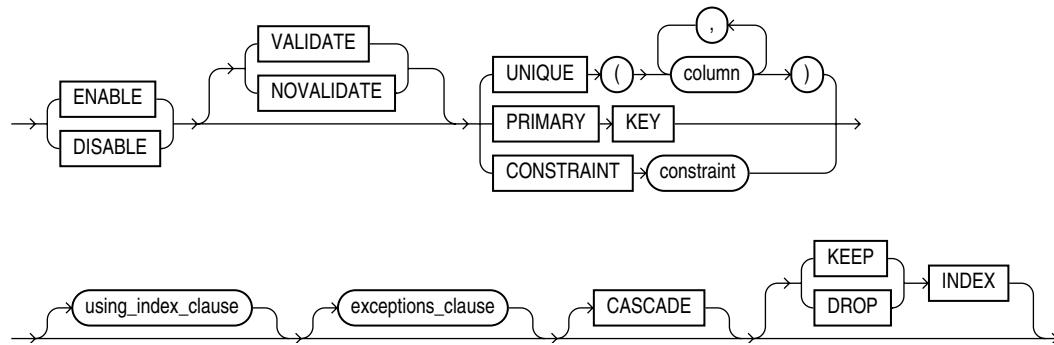 ,
VALIDATE UNIQUE ( column )
ENABLE NOVALIDATE
DISABLE PRIMARY KEY
CONSTRAINT constraint
KEEP
using_index_clause exceptions_clause CASCADE DROP INDEX